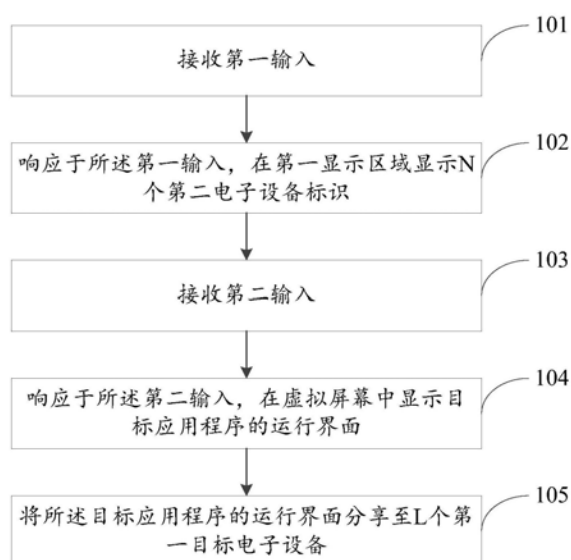 101
接收第一输入
102
响应于所述第一输入，在第一显示区域显示N
个第二电子设备标识
103
接收第二输入
104
响应于所述第二输入，在虚拟屏幕中显示目
标应用程序的运行界面
105
将所述目标应用程序的运行界面分享至L个第
一目标电子设备